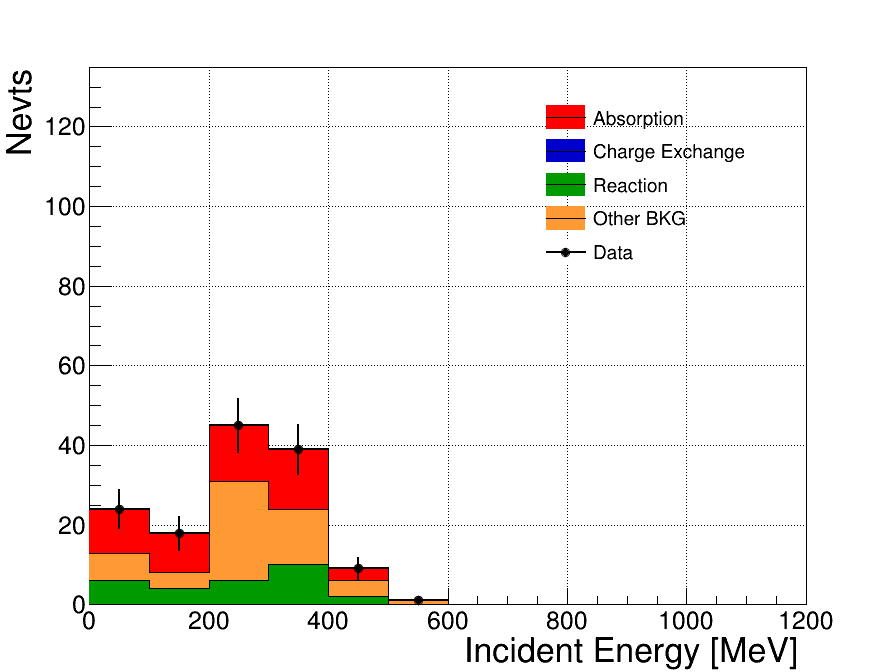 Nevts
120
100
80
60
40
20
0
0 200 400 600 800 1000 1200
Incident Energy [MeV]
Absorption
Charge Exchange
Reaction
Other BKG
Data